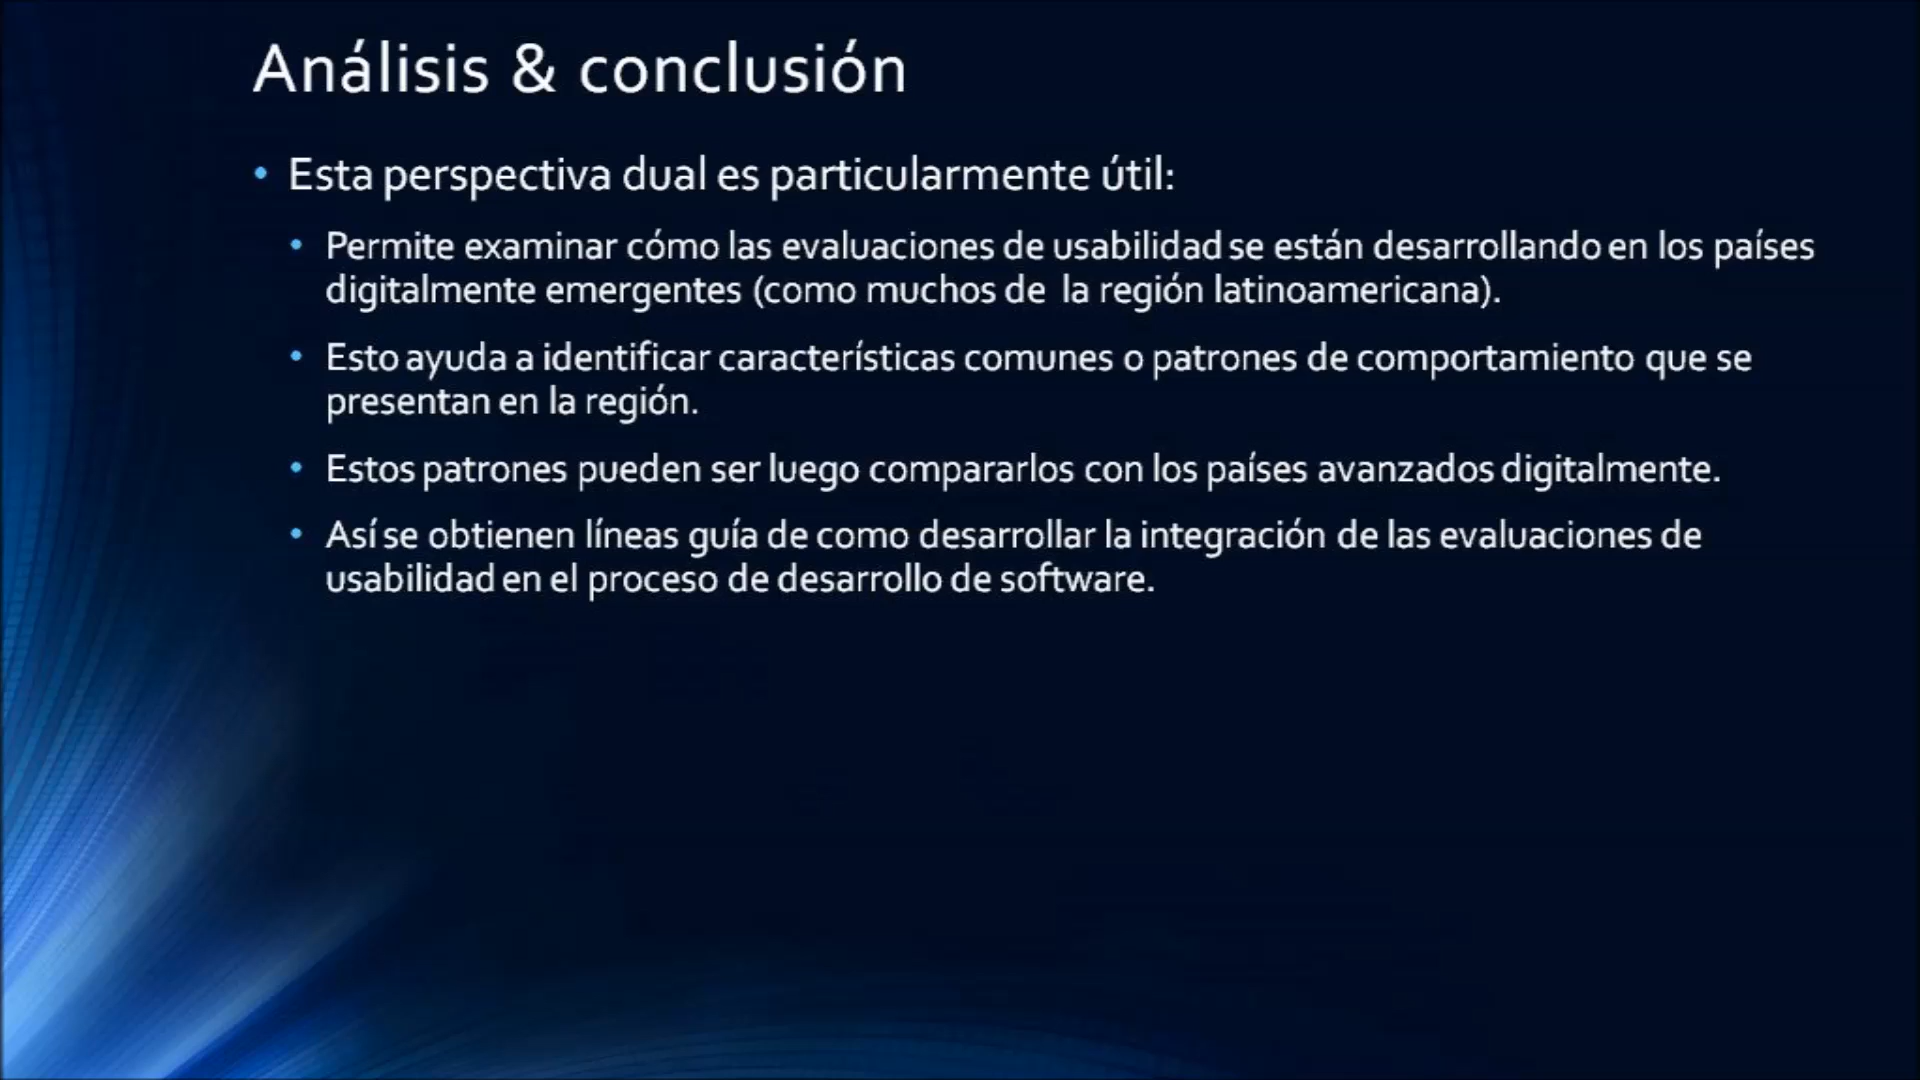 Análisis & conclusión
• Esta perspectiva dual es particularmente útil:
• Permite examinar cómo las evaluaciones de usabilidad se están desarrollando en los países
digitalmente emergentes (como muchos de la región latinoamericana).
• Esto ayuda a identificar características comunes o patrones de comportamiento que se
presentan en la región.
• Estos patrones pueden ser luego compararlos con los países avanzados digitalmente.
• Así se obtienen líneas guía de como desarrollar la integración de las evaluaciones de
usabilidad en el proceso de desarrollo de software.